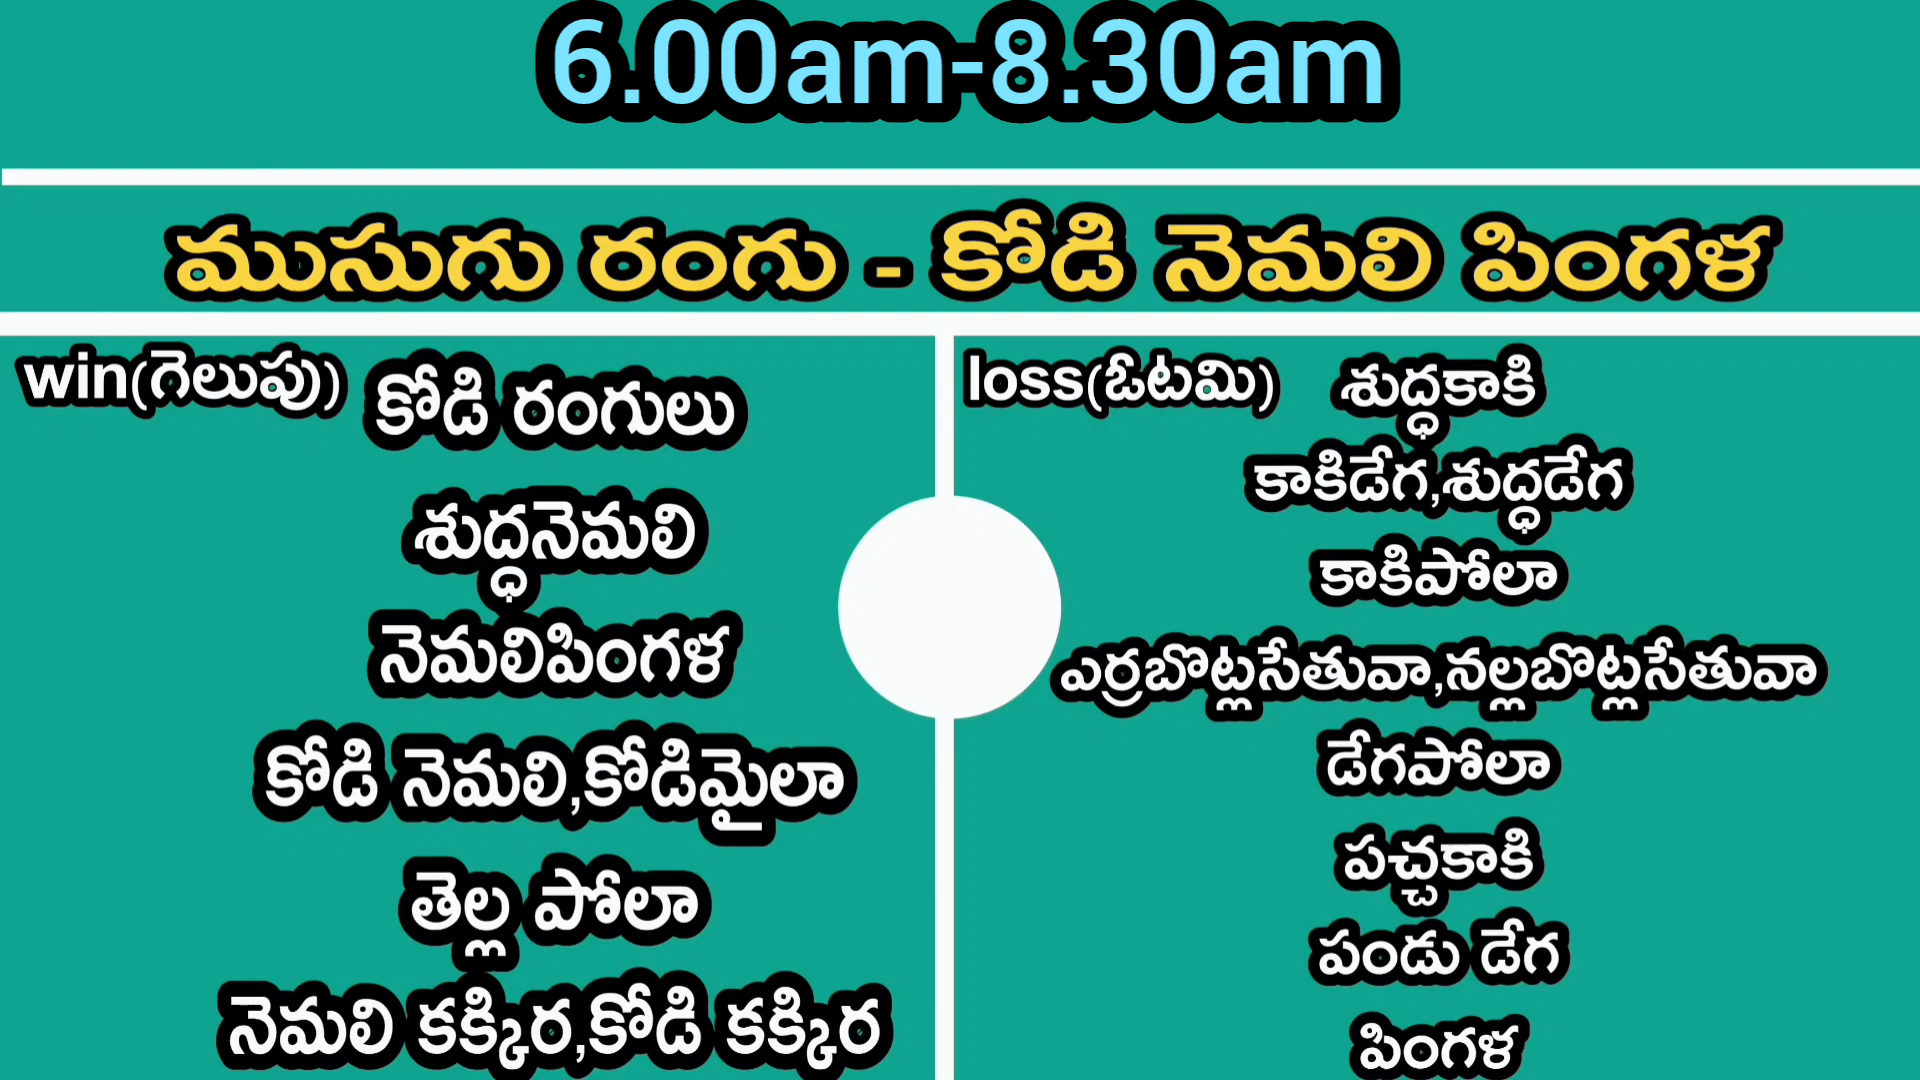 6.00am-8.30am
ముసుగు రంగు - కోడి నెమలి పింగళ
win(గెలుపు) కోడి రంగులు
శుద్ధనెమలి
నెమలిపింగళ
కోడి నెమలి,కోడిమైలా
తెల్ల పోలా
నెమలి కక్కిర,కోడి కక్కిర
loss(ఓటమి) శుద్ధకాకి
కాకిడేగ,శుద్ధడేగ
కాకిపోలా
ఎర్రబొట్లసేతువా,నల్లబొట్లసేతువా
డేగపోలా
పచ్చకాకి
పండు డేగ
పింగళ